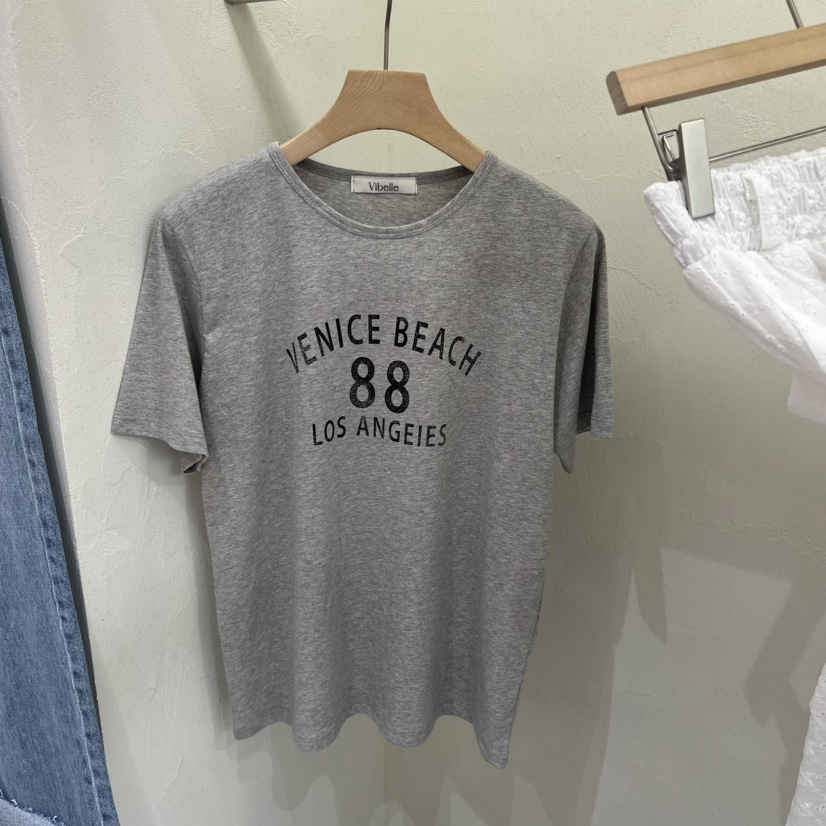 Vibelle
VENICE BEACH
88
LOS ANGEIES